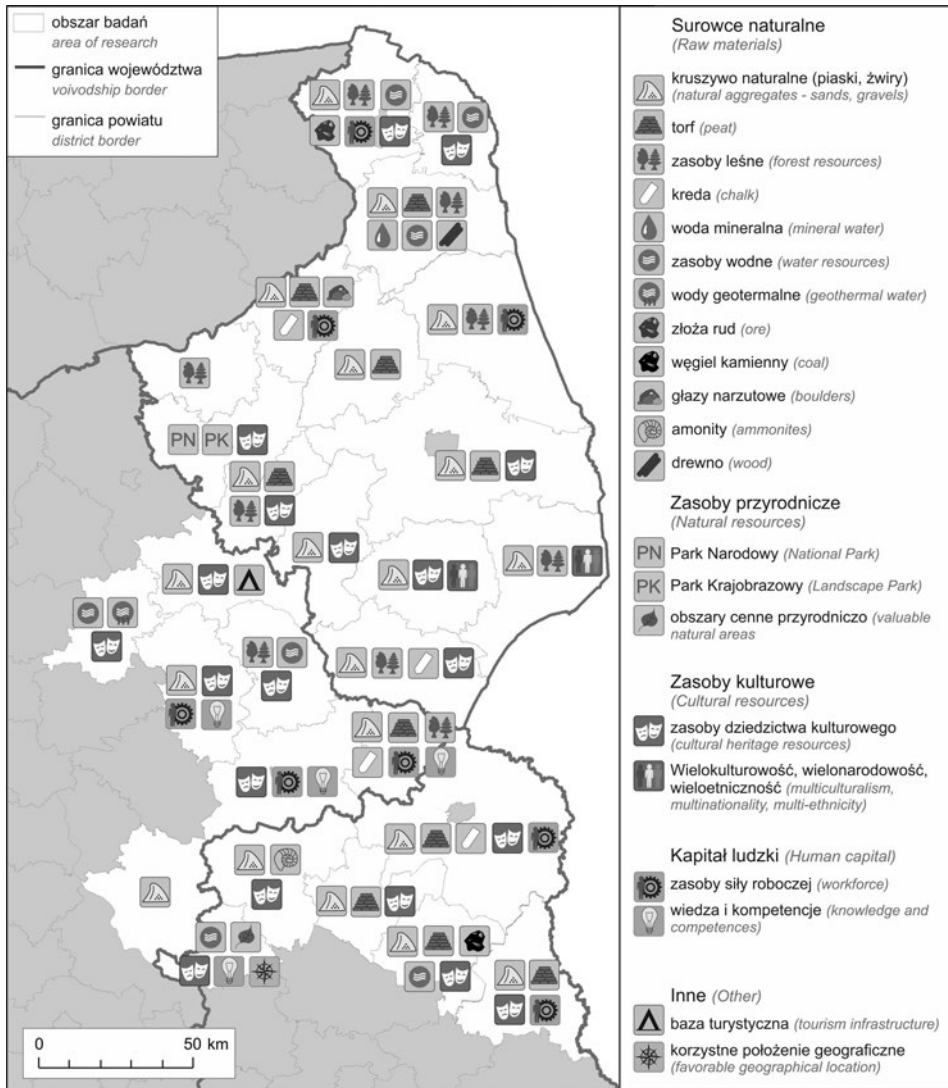 obszar badań
area of research
granica województwa
voivodship border
granica powiatu
district border
PN PK
0 50 km
Surowce naturalne
(Raw materials)
kruszywo naturalne (piaski, żwiry)
(natural aggregates - sands, gravels)
torf (peat)
zasoby leśne (forest resources)
kreda (chalk)
woda mineralna (mineral water)
zasoby wodne (water resources)
wody geotermalne (geothermal water)
złoża rud (ore)
węgiel kamienny (coal)
głazy narzutowe (boulders)
amonity (ammonites)
drewno (wood)
Zasoby przyrodnicze
(Natural resources)
PN Park Narodowy (National Park)
PK Park Krajobrazowy (Landscape Park)
obszary cenne przyrodniczo (valuable
natural areas
Zasoby kulturowe
(Cultural resources)
zasoby dziedzictwa kulturowego
(cultural heritage resources)
Wielokulturowość, wielonarodowość,
wieloetniczność (multiculturalism,
multinationality, multi-ethnicity)
Kapitał ludzki (Human capital)
zasoby siły roboczej (workforce)
wiedza i kompetencje (knowledge and
competences)
Inne (Other)
baza turystyczna (tourism infrastructure)
korzystne położenie geograficzne
(favorable geographical location)